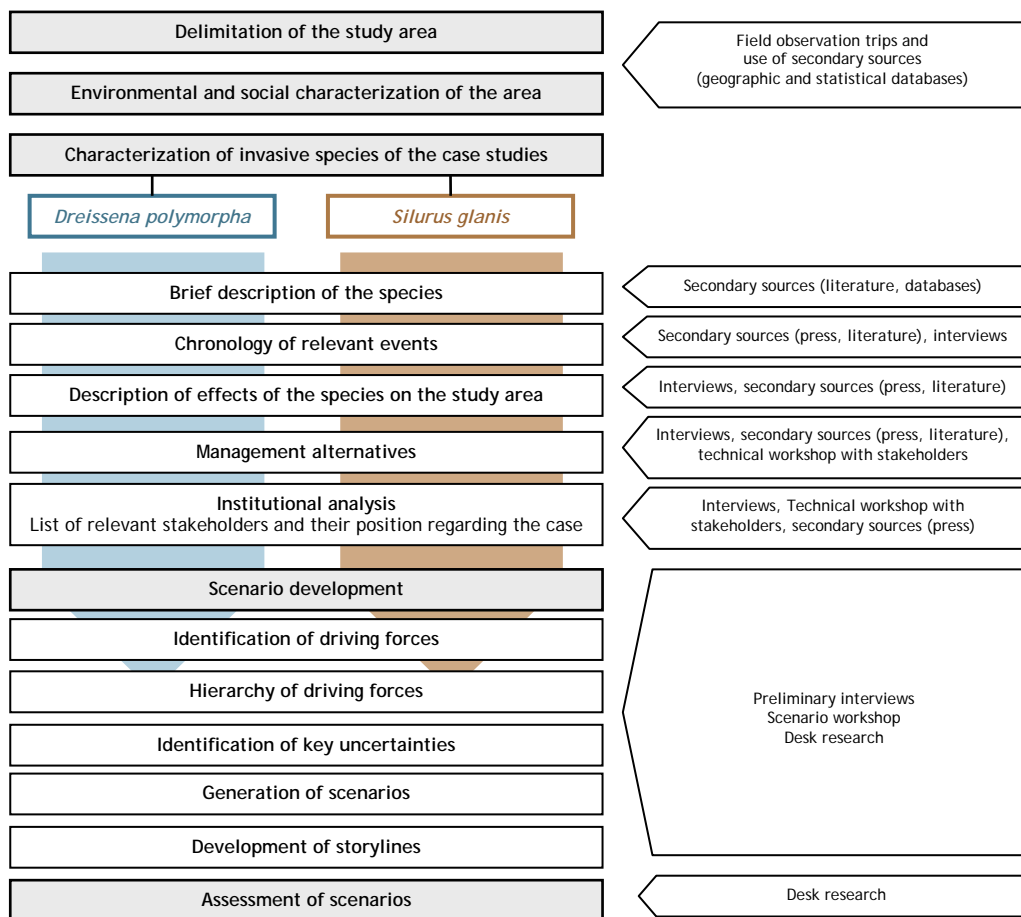 Delimitation of the study area
Field observation trips and
use of secondary sources
(geographic and statistical databases)
Environmental and social characterization of the area
Characterization of invasive species of the case studies
Dreissena polymorpha
Silurus glanis
Brief description of the species
Secondary sources (literature, databases)
Chronology of relevant events
Secondary sources (press, literature), interviews
Description of effects of the species on the study area
Interviews, secondary sources (press, literature)
Management alternatives
Interviews, secondary sources (press, literature),
technical workshop with stakeholders
Institutional analysis
List of relevant stakeholders and their position regarding the case
Interviews, Technical workshop with
stakeholders, secondary sources (press)
Scenario development
Identification of driving forces
Hierarchy of driving forces
Identification of key uncertainties
Generation of scenarios
Development of storylines
Preliminary interviews
Scenario workshop
Desk research
Assessment of scenarios
Desk research